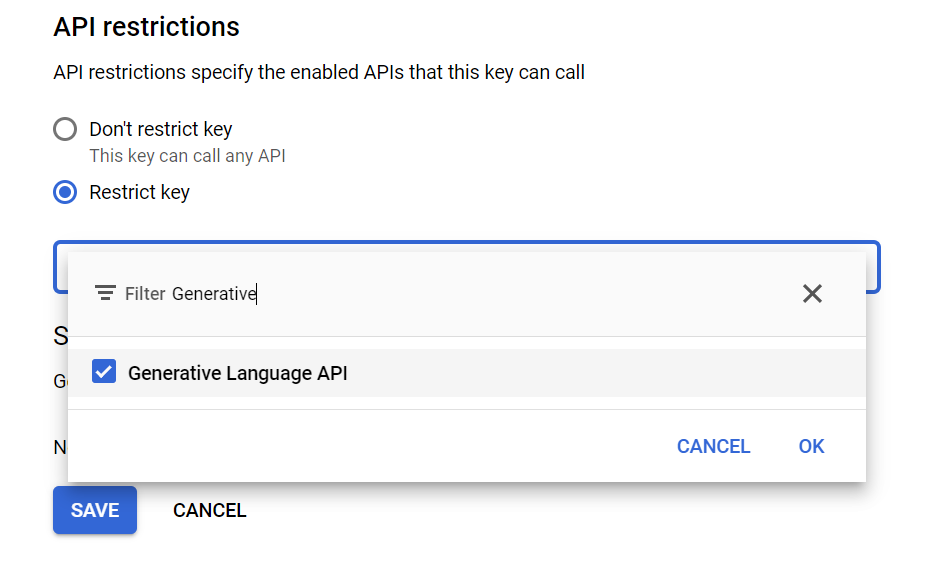 API restrictions
API restrictions specify the enabled APIs that this key can call
Don't restrict key
This key can call any API
Restrict key
Filter Generative
S
G
Generative Language API
N
CANCEL OK
SAVE CANCEL